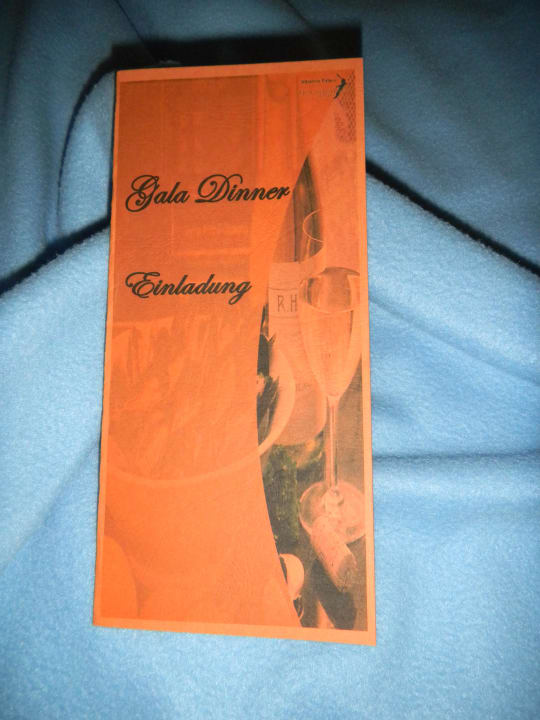 Gala Dinner
Einladung
R.H